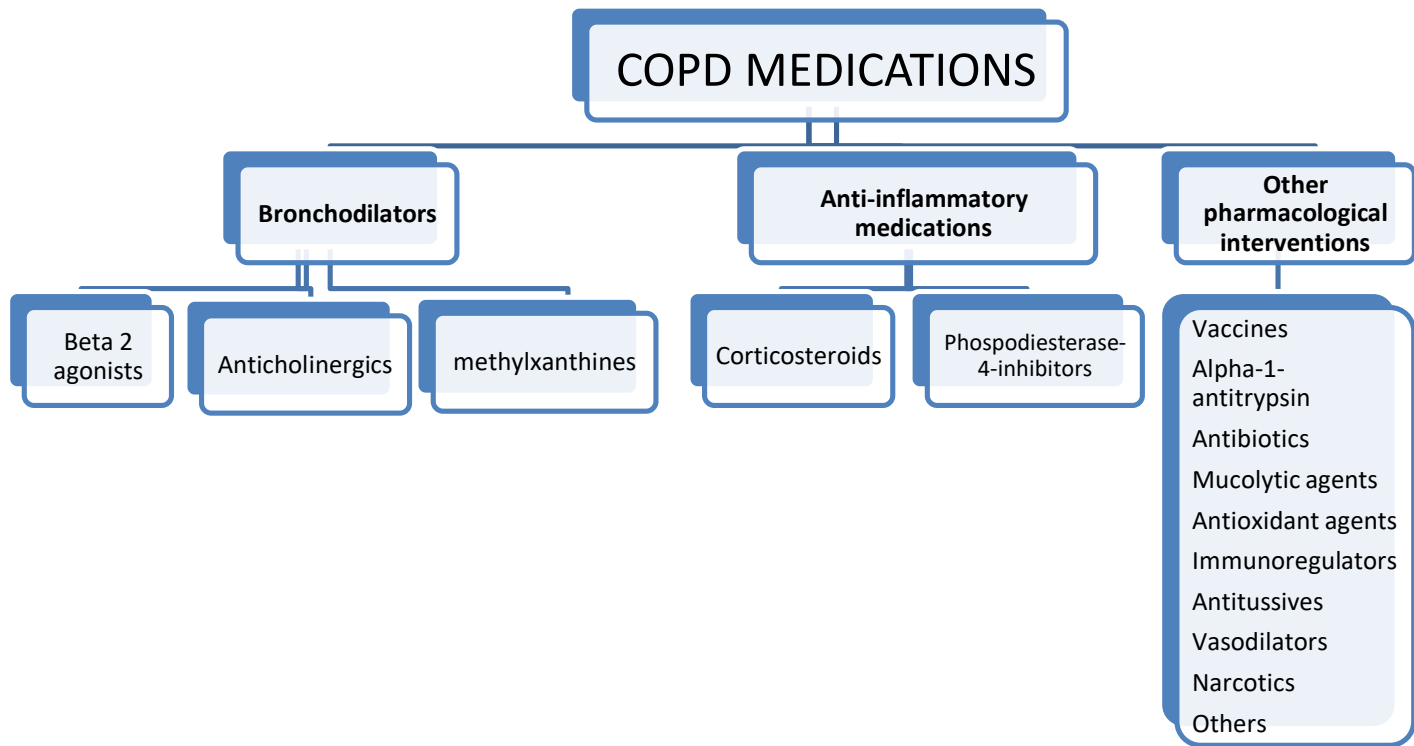 COPD MEDICATIONS
Bronchodilators
Anti-inflammatory
medications
Other
pharmacological
interventions
Beta 2
agonists
Anticholinergics
methylxanthines
Corticosteroids
Phospodiesterase-
4-inhibitors
Vaccines
Alpha-1-
antitrypsin
Antibiotics
Mucolytic agents
Antioxidant agents
Immunoregulators
Antitussives
Vasodilators
Narcotics
Others